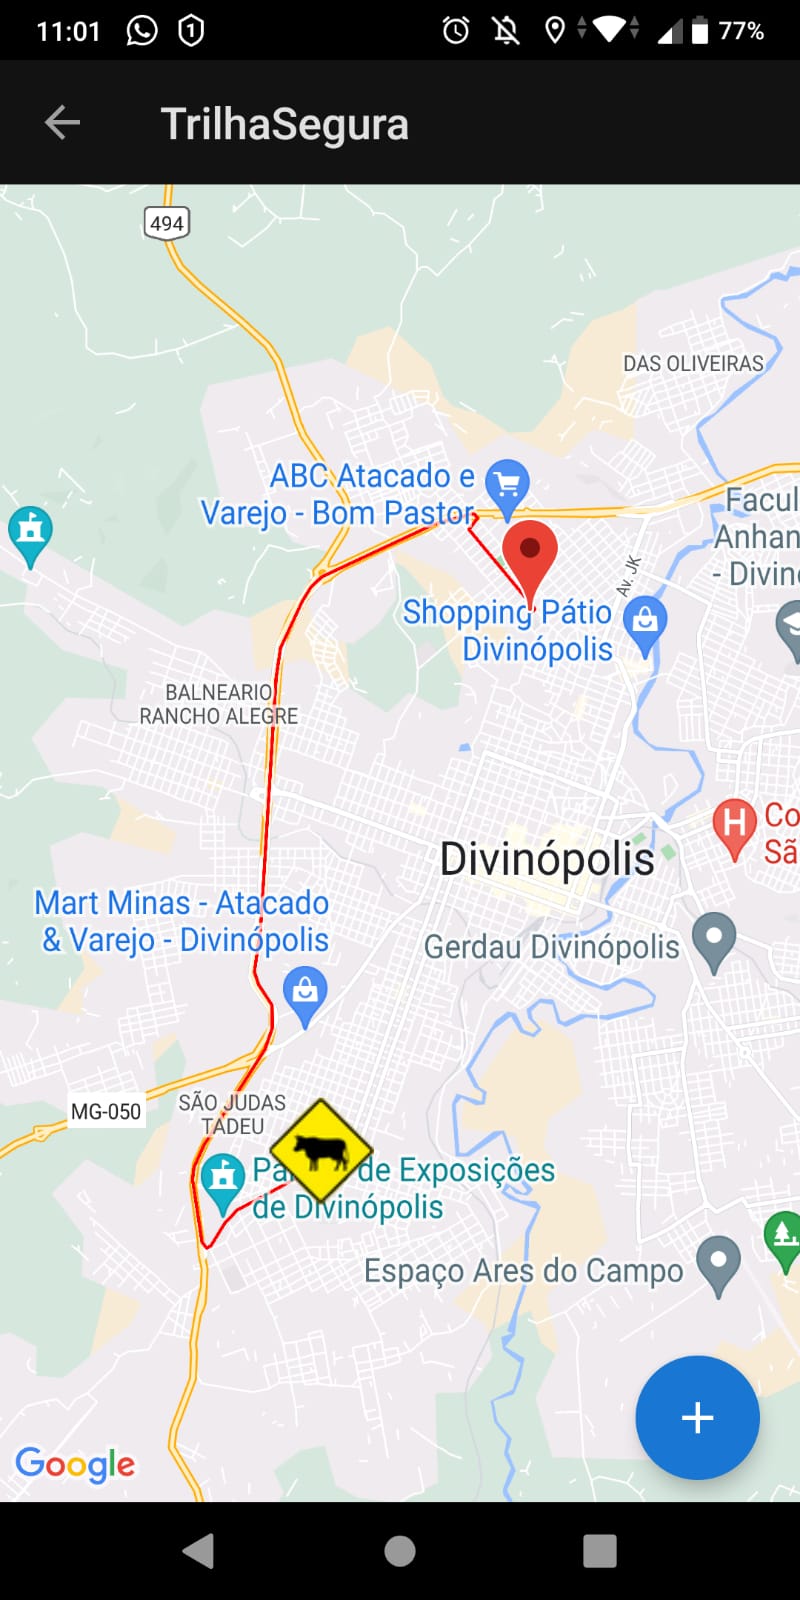 11:01
1
77%
TrilhaSegura
494
DAS OLIVEIRAS
ABC Atacado e
Varejo - Bom Pastor
Facul
Anhan
- Divin
Av. JK
Shopping Pátio
Divinópolis
BALNEARIO
RANCHO ALEGRE
H
Co
Sã
Divinópolis
Mart Minas - Atacado
& Varejo - Divinópolis
Gerdau Divinópolis
MG-050
SÃO JUDAS
TADEU
Pa
de Exposições
de Divinópolis
Espaço Ares do Campo
+
Google